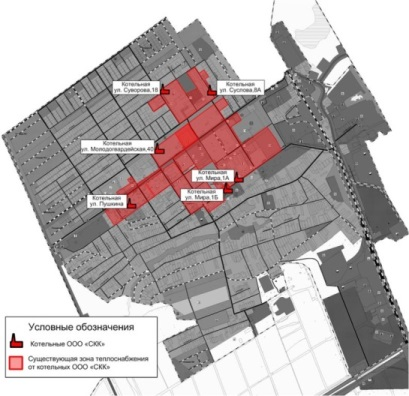 Котельная
ул. Суворова,18
Котельная
ул. Суслова,8А
Котельная
ул. Молодогвардейская,40
Котельная
ул. Мира,1А
Котельная
ул. Мира,1Б
Котельная
ул. Пушкина
Условные обозначения
Котельные ООО «СКК»
Существующая зона теплоснабжения
от котельных ООО «СКК»